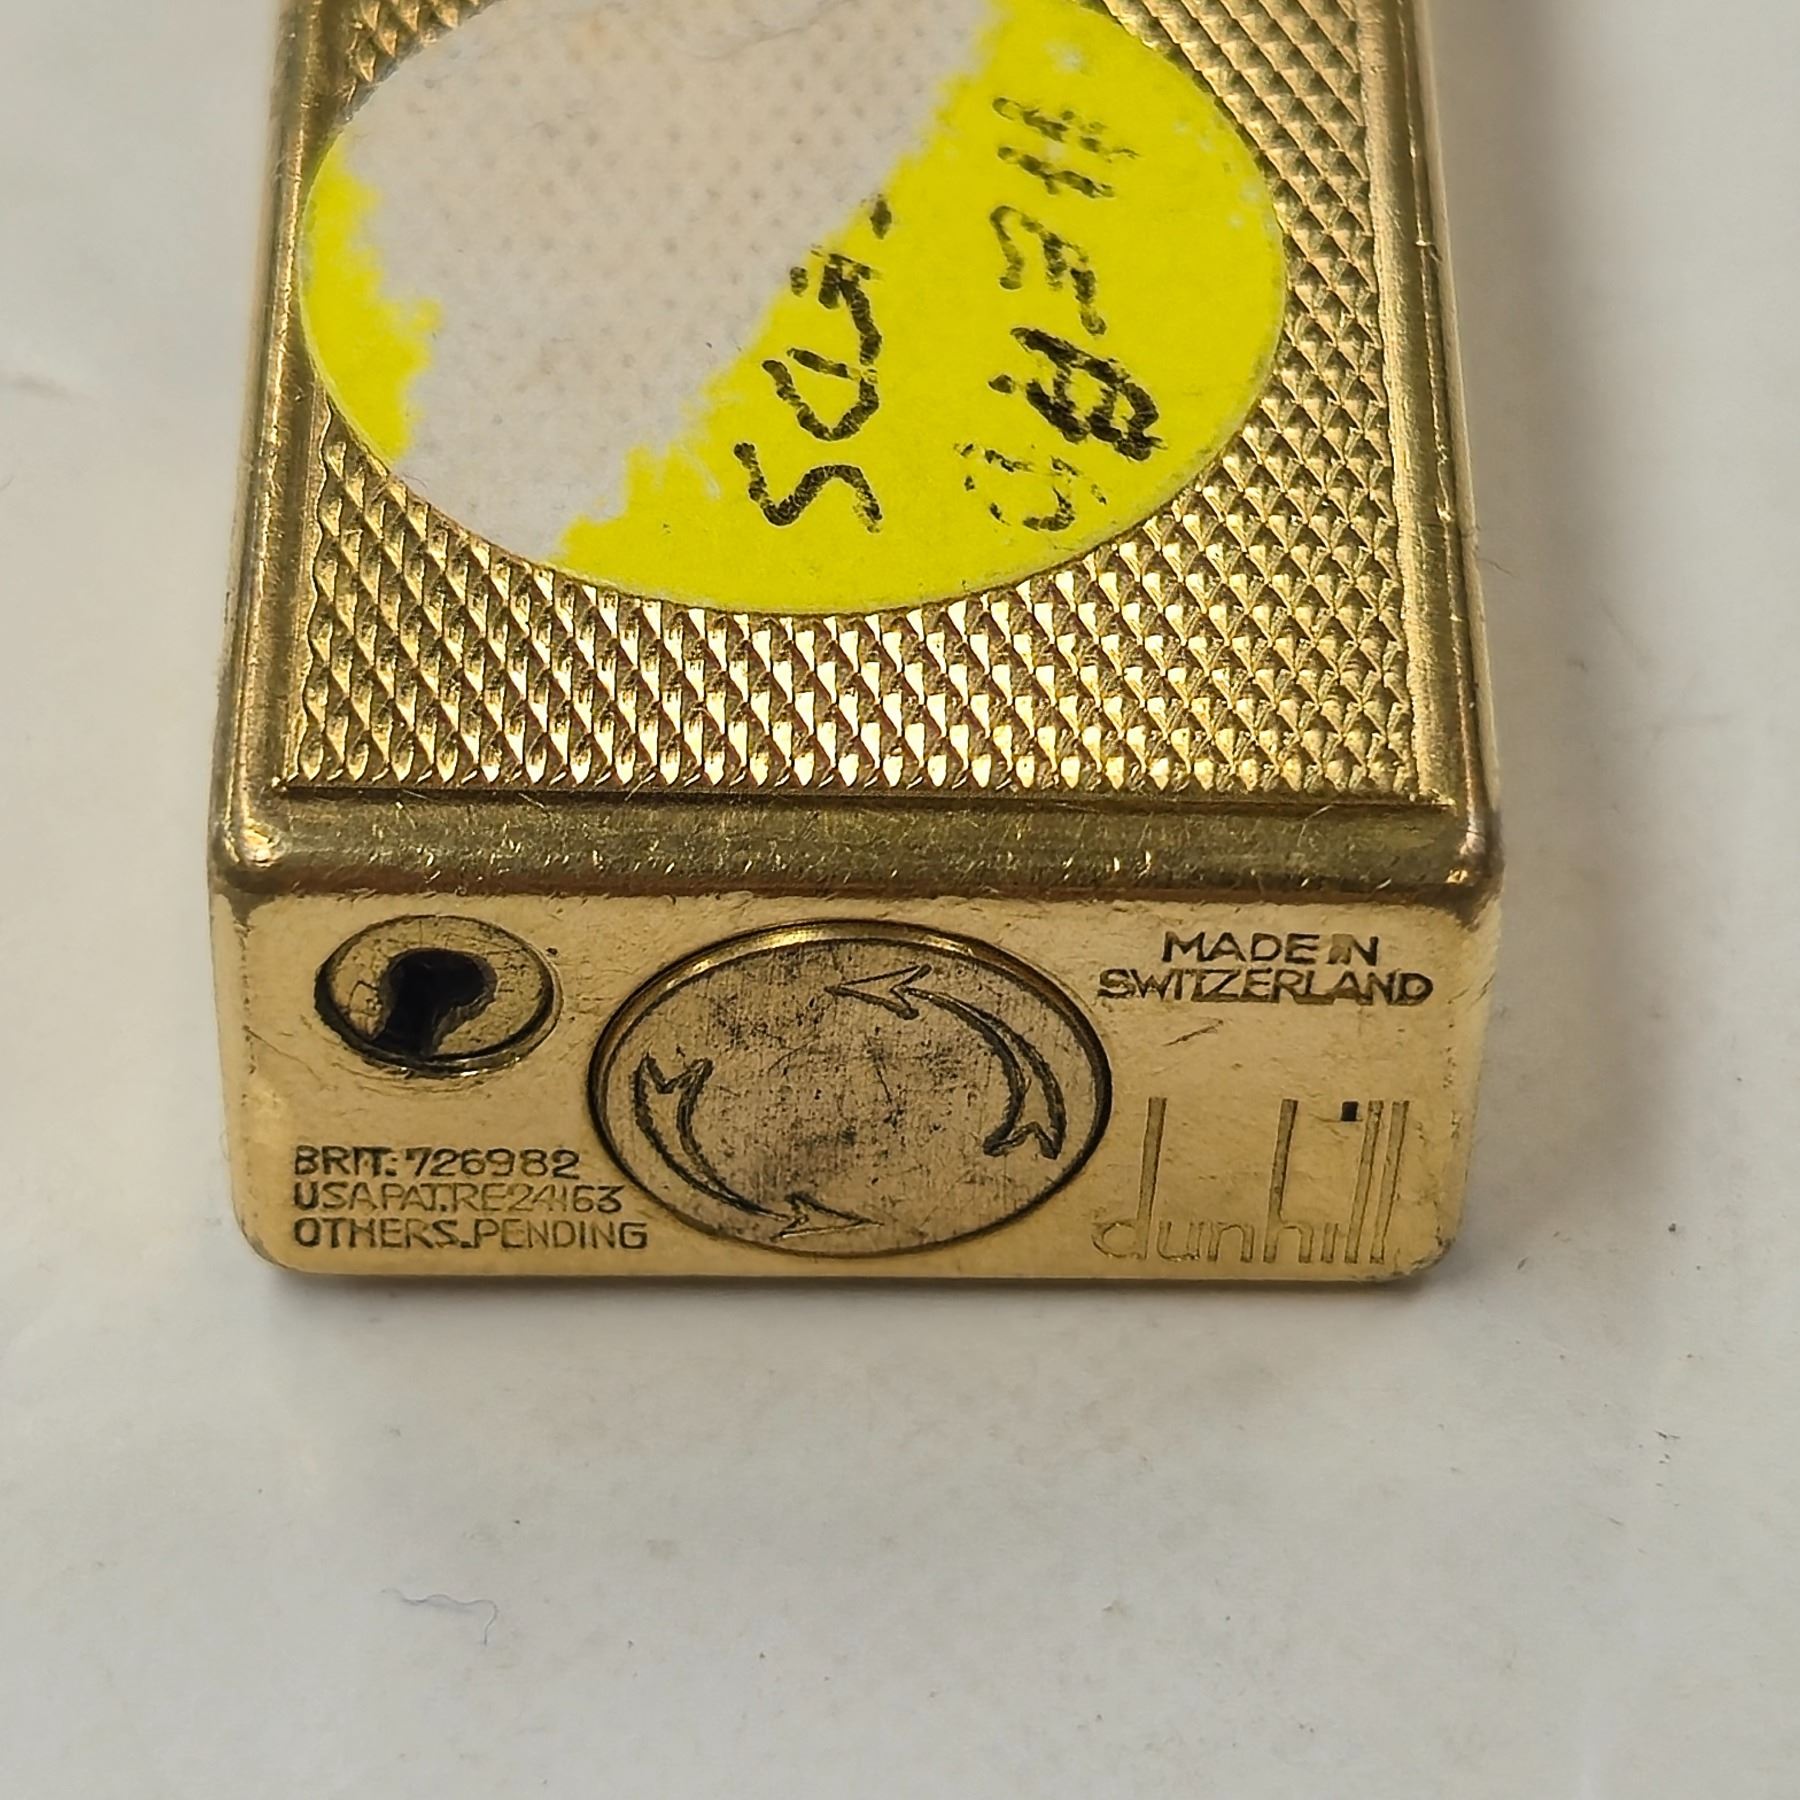 MADE IN
SWITZERLAND
BRIT: 726982
USA.PAT.RE24163
OTHERS.PENDING
dunhill